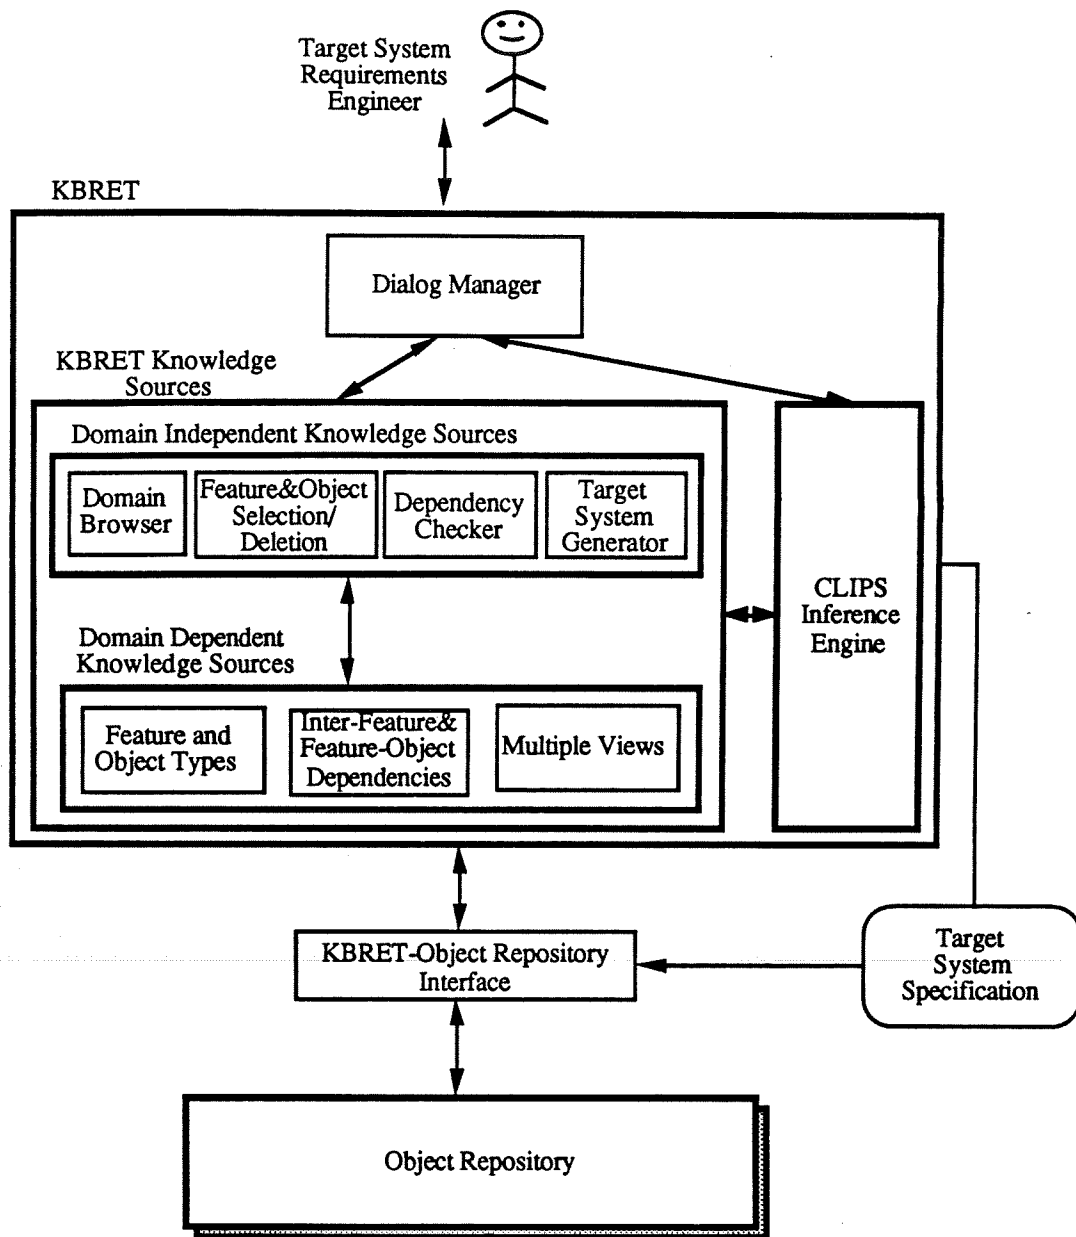 Target System
Requirements
Engineer
KBRET
Dialog Manager
KBRET Knowledge
Sources
Domain Independent Knowledge Sources
Domain
Browser
Feature&Object
Selection/
Deletion
Dependency
Checker
Target
System
Generator
CLIPS
Inference
Engine
Domain Dependent
Knowledge Sources
Feature and
Object Types
Inter-Feature&
Feature-Object
Dependencies
Multiple Views
KBRET-Object Repository
Interface
Target
System
Specification
Object Repository